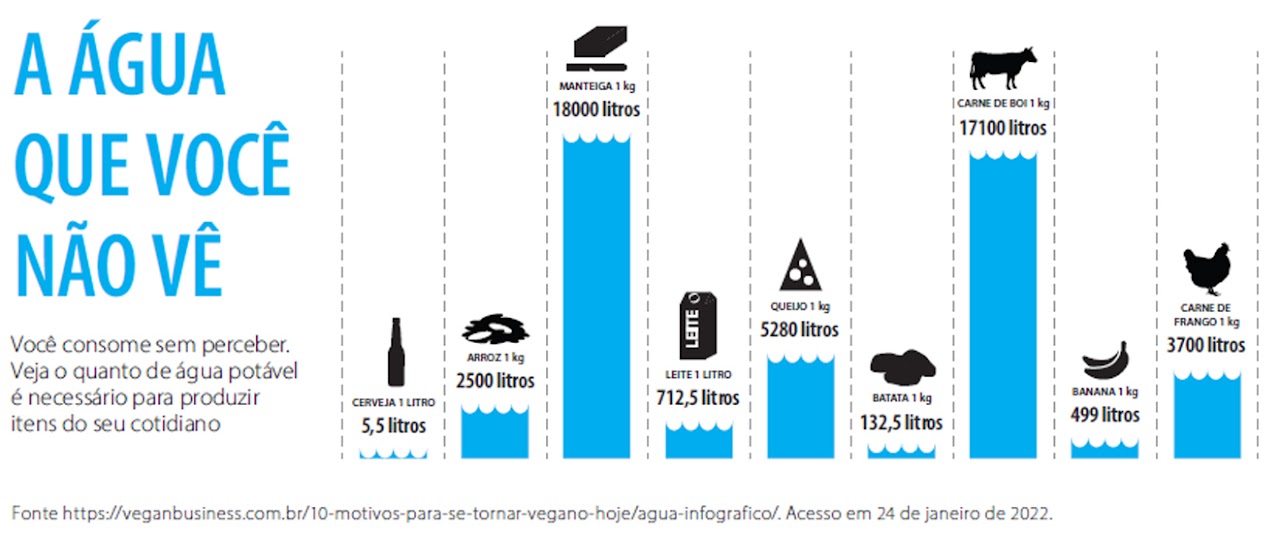 A ÁGUA
QUE VOCÊ
NÃO VÊ
Você consome sem perceber.
Veja o quanto de água potável
é necessário para produzir
itens do seu cotidiano
CERVEJA 1 LITRO
5,5 litros
ARROZ 1 kg
2500 litros
MANTEIGA 1 kg
18000 litros
LEITE
LEITE 1 LITRO
712,5 litros
QUEIJO 1 kg
5280 litros
BATATA 1 kg
132,5 litros
CARNE DE BOI 1 kg
17100 litros
BANANA 1 kg
499 litros
CARNE DE
FRANGO 1 kg
3700 litros
Fonte https://veganbusiness.com.br/10-motivos-para-se-tornar-vegano-hoje/agua-infografico/. Acesso em 24 de janeiro de 2022.